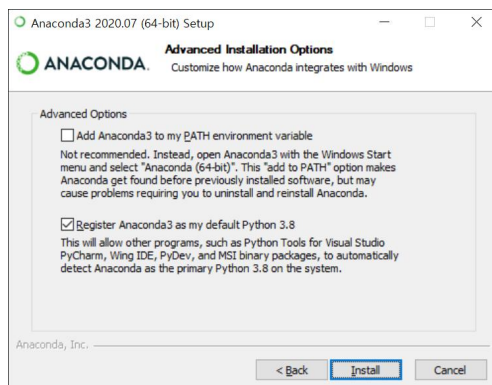 Anaconda3 2020.07 (64-bit) Setup
ANACONDA.
Advanced Installation Options
Customize how Anaconda integrates with Windows
Advanced Options
Add Anaconda3 to my PATH environment variable
Not recommended. Instead, open Anaconda3 with the Windows Start
menu and select "Anaconda (64-bit)". This "add to PATH" option makes
Anaconda get found before previously installed software, but may
cause problems requiring you to uninstall and reinstall Anaconda.
Register Anaconda3 as my default Python 3.8
This will allow other programs, such as Python Tools for Visual Studio
PyCharm, Wing IDE, PyDev, and MSI binary packages, to automatically
detect Anaconda as the primary Python 3.8 on the system.
Anaconda, Inc.
< Back Install Cancel